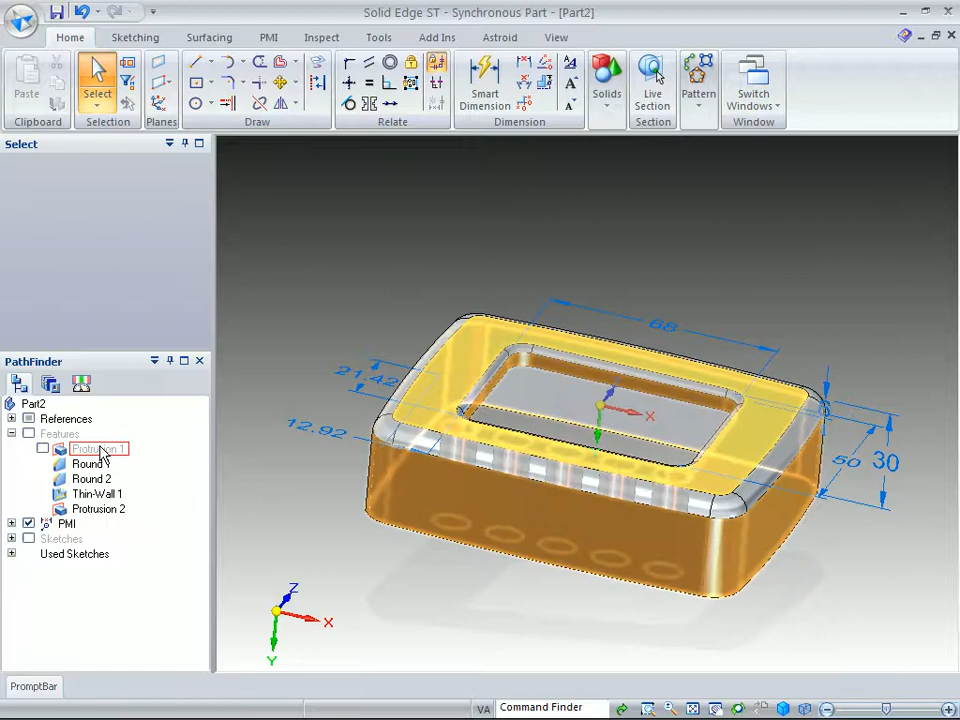 Solid Edge ST - Synchronous Part - [Part2]
Home
Sketching
Surfacing
PMI
Inspect
Tools
Add Ins
Astroid
View
Paste
Select
Smart
Dimension
Solids
Live
Section
Pattern
Switch
Windows
Clipboard
Selection
Planes
Draw
Relate
Dimension
Section
Window
Select
68
21.42
12.92
50
30
X
PathFinder
Part2
References
Features
Protrusion 1
Round 1
Round 2
Thin-Wall 1
Protrusion 2
PMI
Sketches
Used Sketches
Z
X
Y
PromptBar
VA
Command Finder